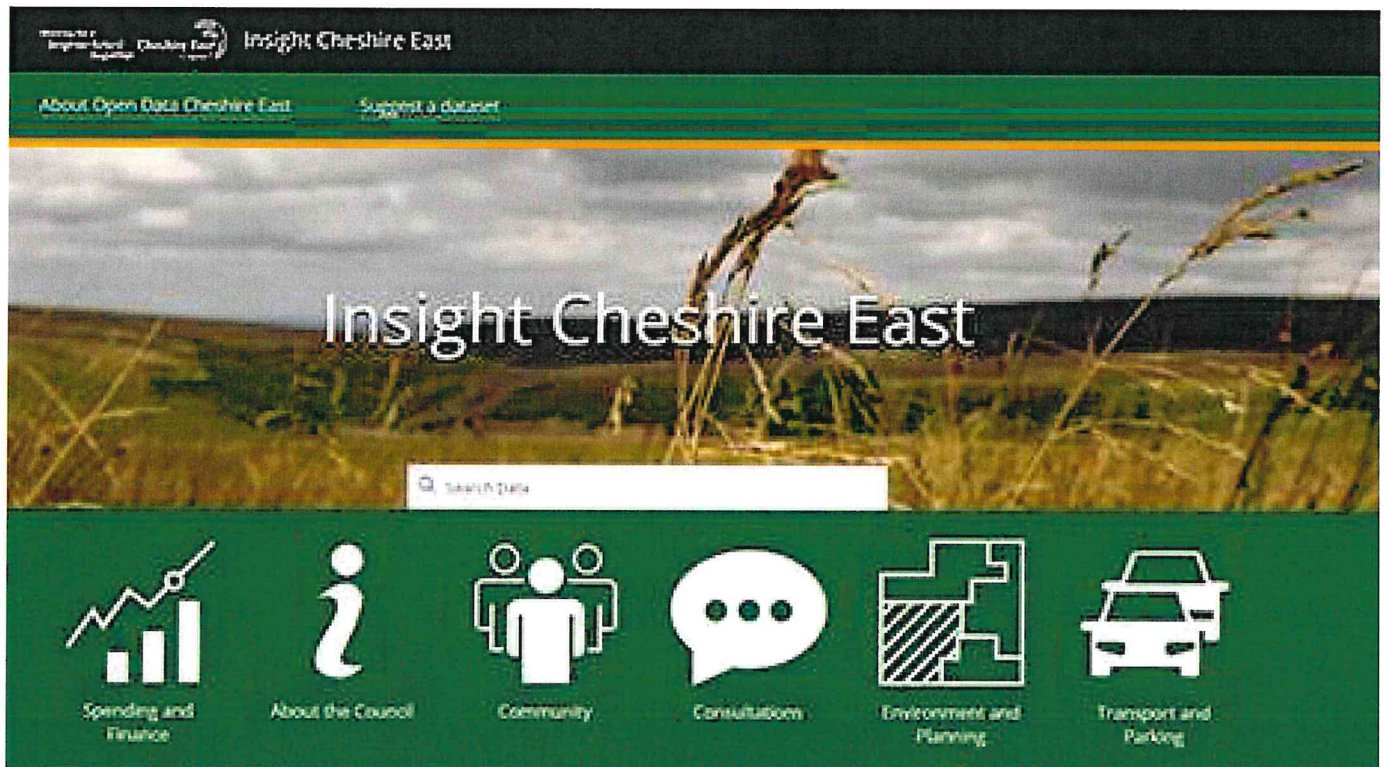 Cheshire East
Insight Cheshire East
About Open Data Cheshire East
Suggest a dataset
Insight Cheshire East
Search Data
Spending and
Finance
About the Council
Community
Consultations
Environment and
Planning
Transport and
Parking